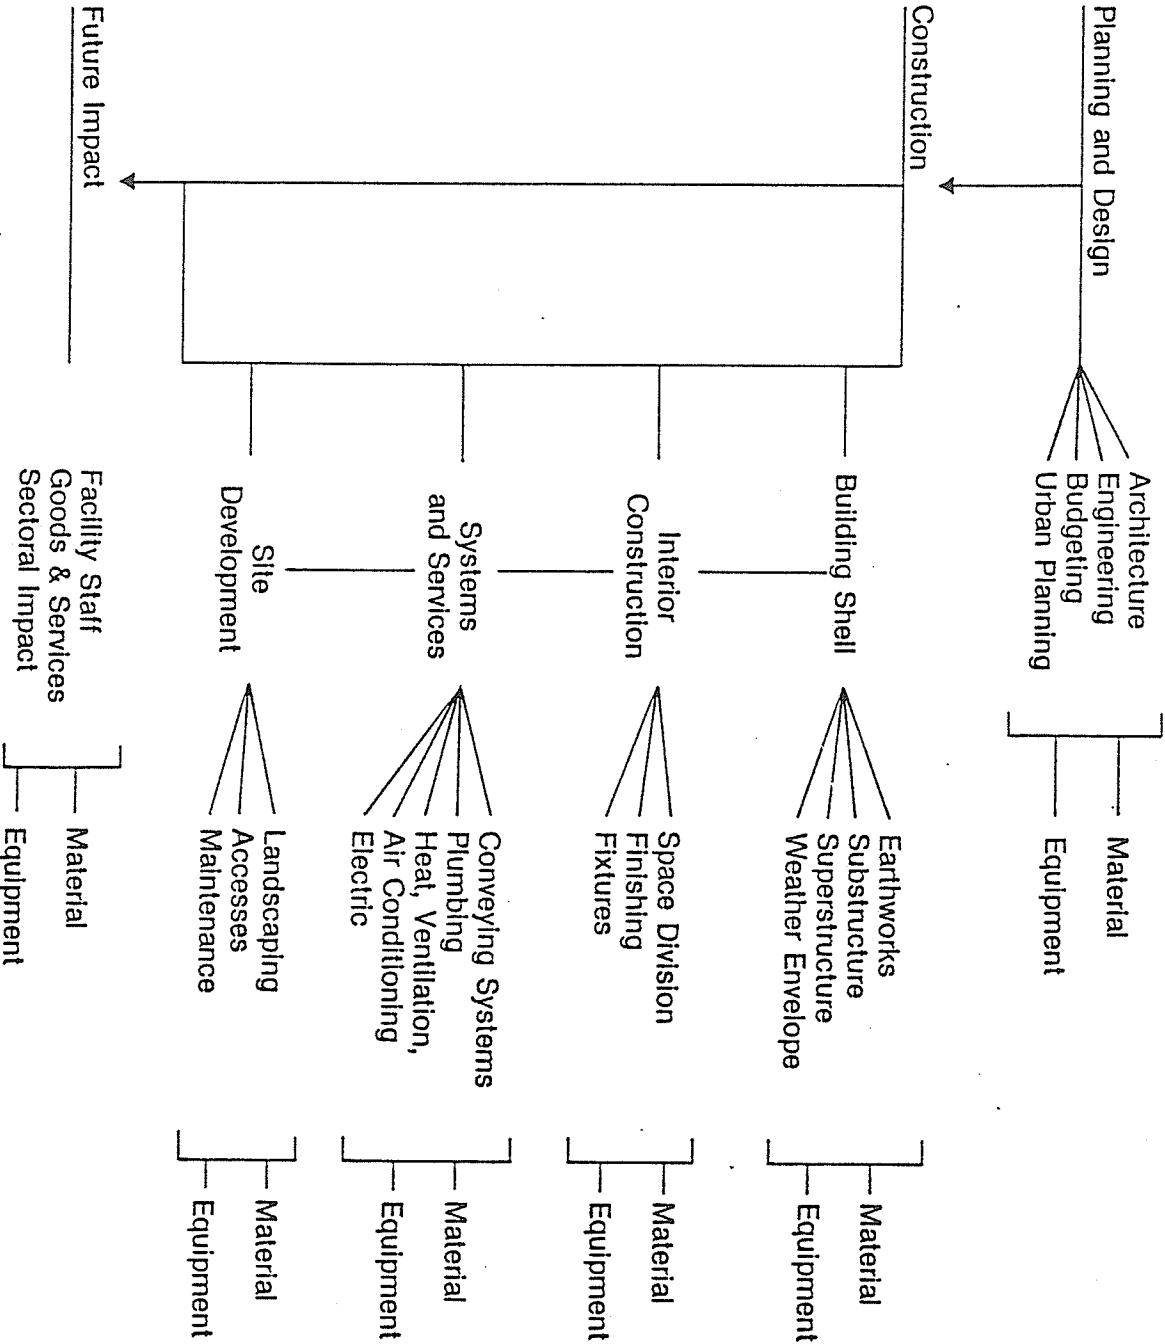 Planning and Design
Architecture
Engineering
Budgeting
Urban Planning
Material
Equipment
Construction
Building Shell
Earthworks
Substructure
Superstructure
Weather Envelope
Material
Equipment
Interior
Construction
Space Division
Finishing
Fixtures
Material
Equipment
Systems
and Services
Conveying Systems
Plumbing
Heat, Ventilation,
Air Conditioning
Electric
Material
Equipment
Site
Development
Landscaping
Accesses
Maintenance
Material
Equipment
Future Impact
Facility Staff
Goods & Services
Sectoral Impact
Material
Equipment